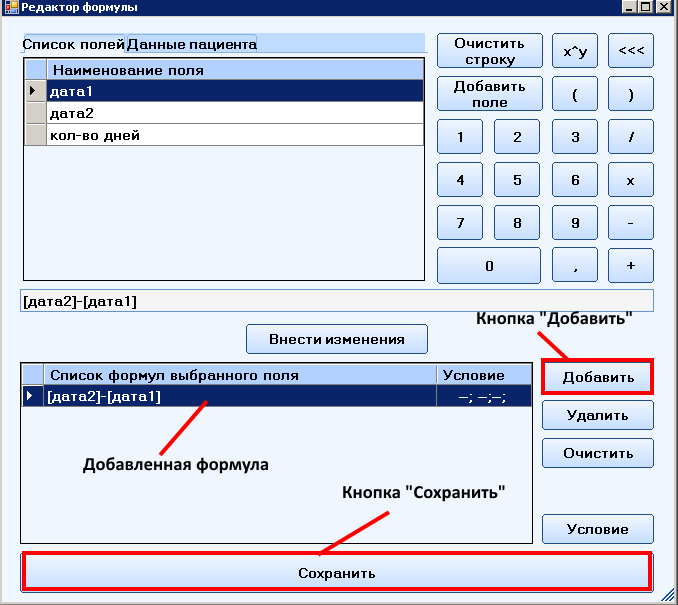 Редактор формулы
Список полей Данные пациента
Наименование поля
дата1
дата2
кол-во дней
Очистить
строку
x^y
<<<
Добавить
поле
(
)
1
2
3
/
4
5
6
x
7
8
9
-
0
,
+
[дата2]-[дата1]
Кнопка "Добавить"
Внести изменения
Список формул выбранного поля
Условие
[дата2]-[дата1]
–; –;–;
Добавить
Удалить
Очистить
Добавленная формула
Кнопка "Сохранить"
Условие
Сохранить